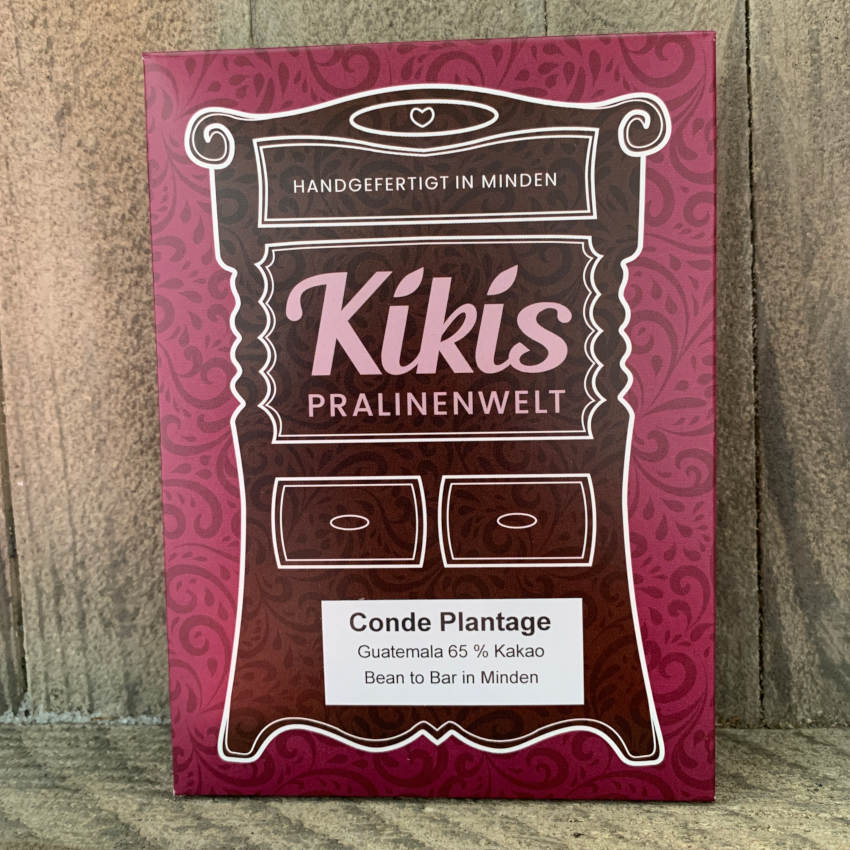 HANDGEFERTIGT IN MINDEN
Kikis
PRALINENWELT
Conde Plantage
Guatemala 65 % Kakao
Bean to Bar in Minden